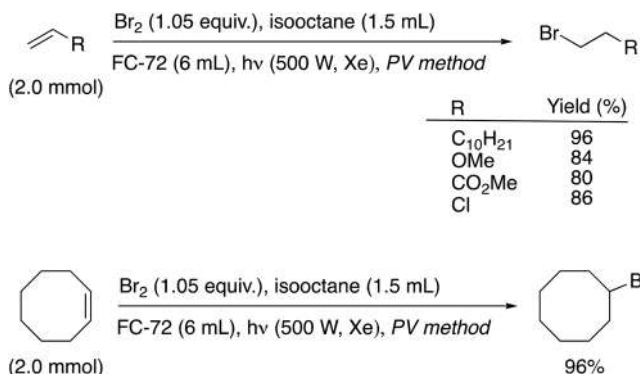 Br2 (1.05 equiv.), isooctane (1.5 mL)
R
FC-72 (6 mL), hν (500 W, Xe), PV method
(2.0 mmol)
Br
R
R Yield (%)
C10H21 96
OMe 84
CO2Me 80
Cl 86
Br2 (1.05 equiv.), isooctane (1.5 mL)
FC-72 (6 mL), hν (500 W, Xe), PV method
(2.0 mmol)
B
96%